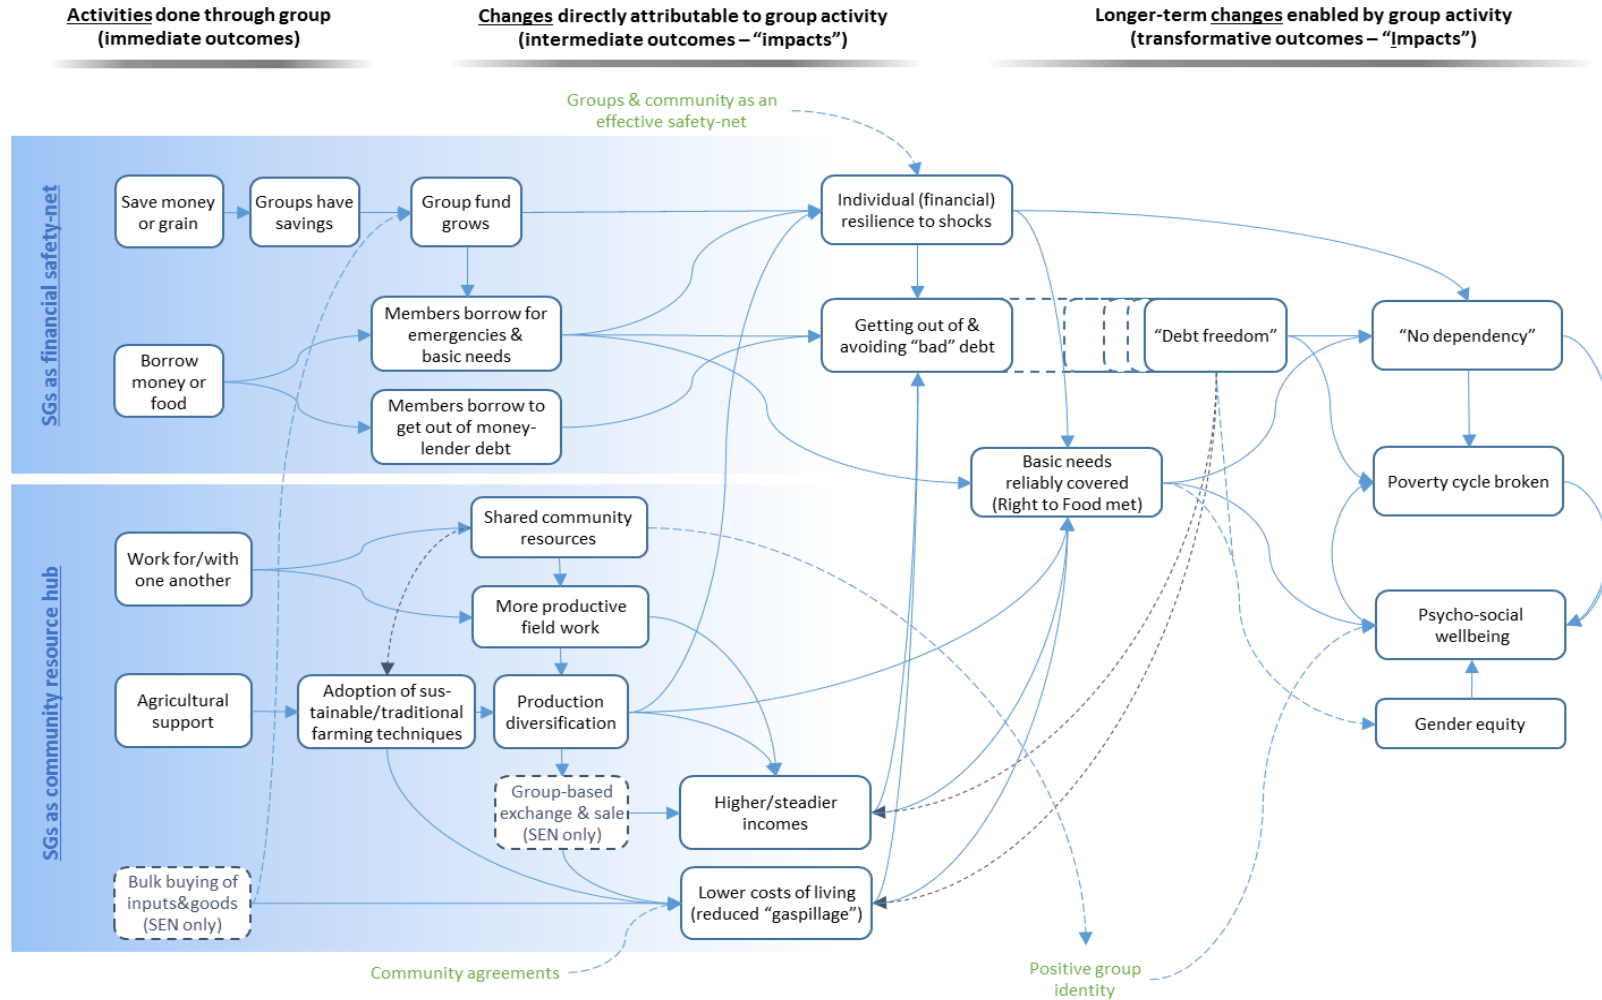 Activities done through group
(immediate outcomes)
Changes directly attributable to group activity
(intermediate outcomes – “impacts”)
Longer-term changes enabled by group activity
(transformative outcomes – “Impacts”)
Groups & community as an
effective safety-net
SGs as financial safety-net
Save money
or grain
Groups have
savings
Group fund
grows
Individual (financial)
resilience to shocks
Members borrow for
emergencies &
basic needs
Getting out of &
avoiding “bad” debt
“Debt freedom”
“No dependency”
Borrow
money or
food
Members borrow to
get out of money-
lender debt
Basic needs
reliably covered
(Right to Food met)
Poverty cycle broken
SGs as community resource hub
Shared community
resources
Work for/with
one another
More productive
field work
Psycho-social
wellbeing
Agricultural
support
Adoption of sus-
tainable/traditional
farming techniques
Production
diversification
Gender equity
Group-based
exchange & sale
(SEN only)
Higher/steadier
incomes
Bulk buying of
inputs&goods
(SEN only)
Lower costs of living
(reduced “gaspillage”)
Community agreements
Positive group
identity